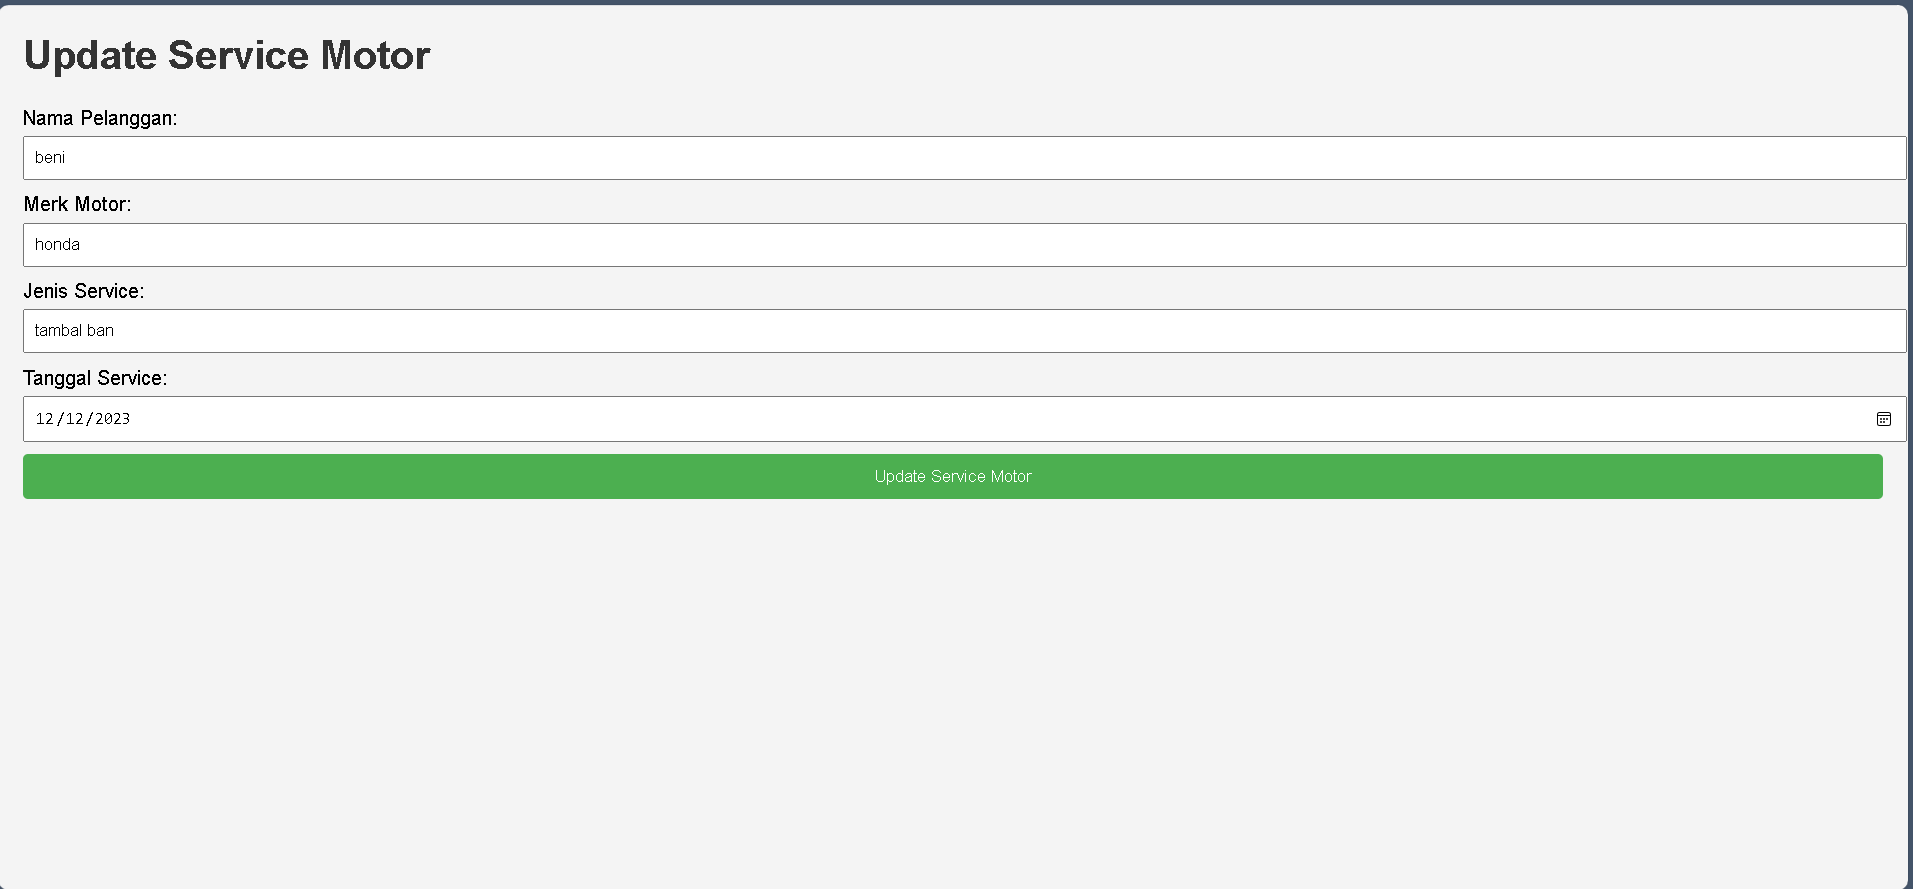 Update Service Motor
Nama Pelanggan:
beni
Merk Motor:
honda
Jenis Service:
tambal ban
Tanggal Service:
12/12/2023
Update Service Motor